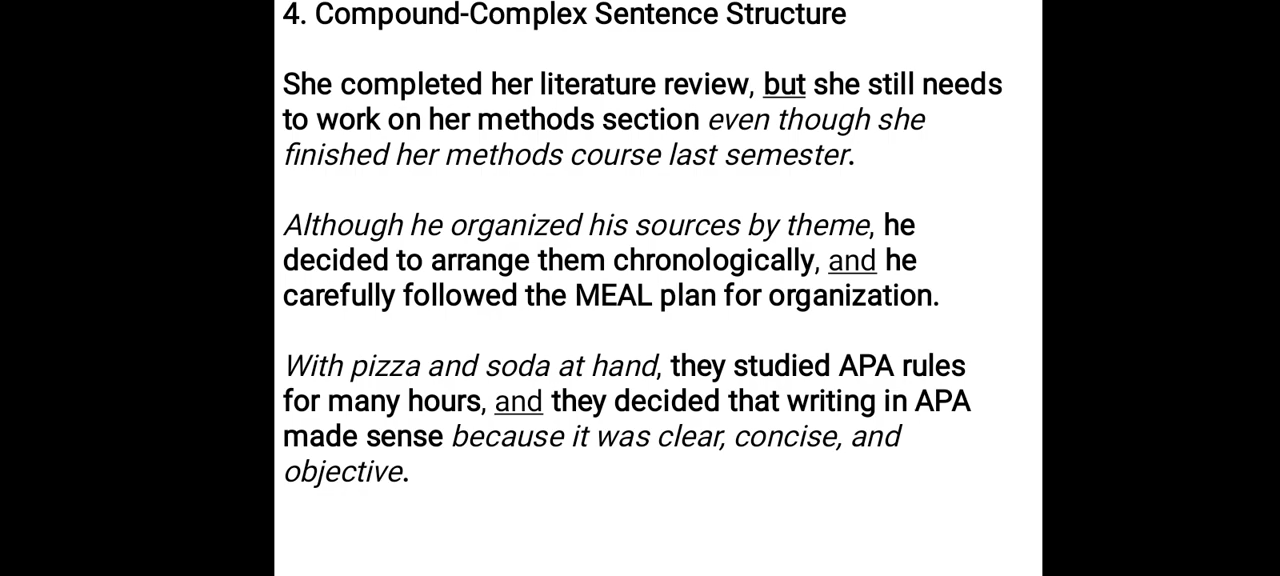 4. Compound-Complex Sentence Structure
She completed her literature review, but she still needs
to work on her methods section even though she
finished her methods course last semester.
Although he organized his sources by theme, he
decided to arrange them chronologically, and he
carefully followed the MEAL plan for organization.
With pizza and soda at hand, they studied APA rules
for many hours, and they decided that writing in APA
made sense because it was clear, concise, and
objective.